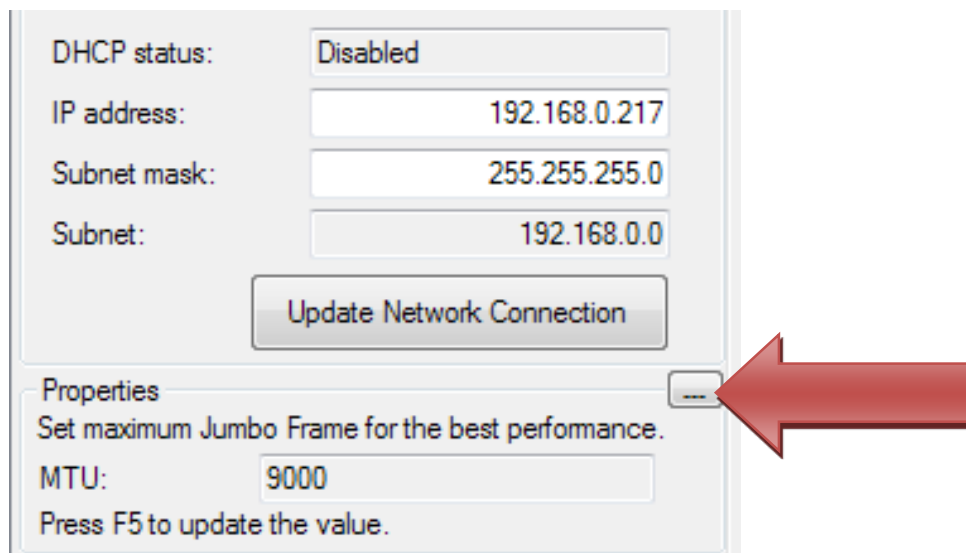 DHCP status: Disabled
IP address: 192.168.0.217
Subnet mask: 255.255.255.0
Subnet: 192.168.0.0
Update Network Connection
Properties ...
Set maximum Jumbo Frame for the best performance.
MTU: 9000
Press F5 to update the value.